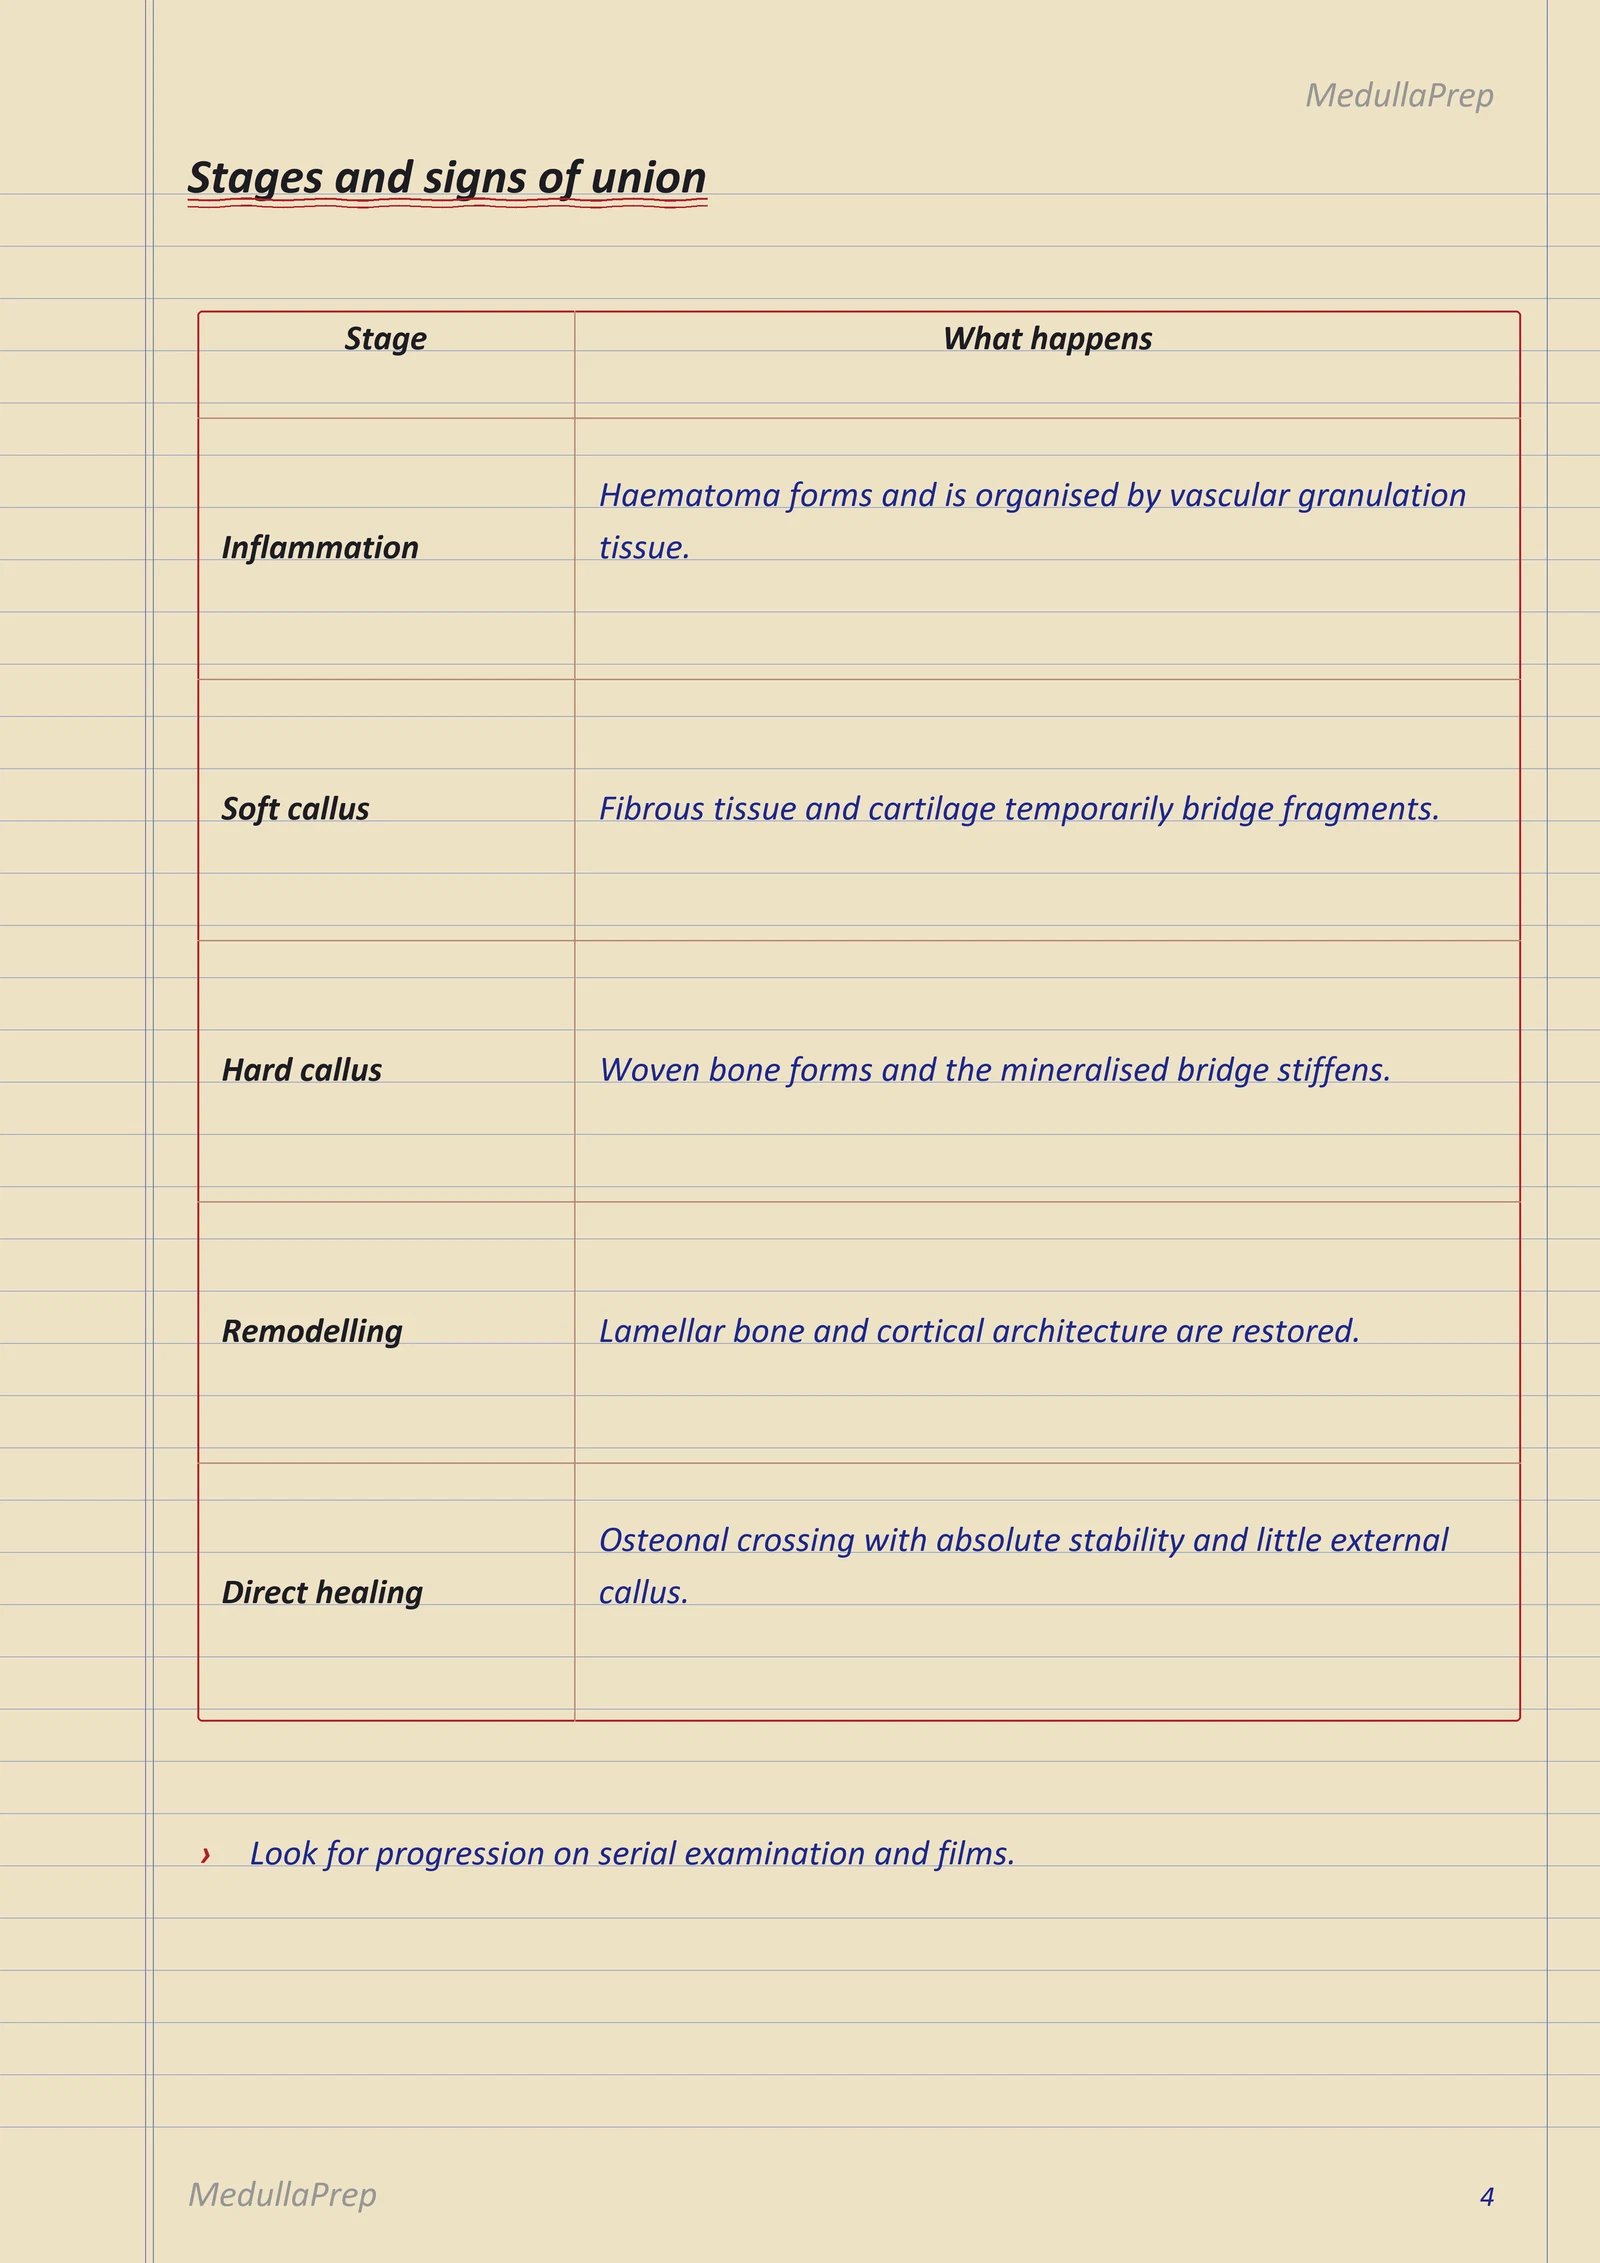 MedullaPrep
Stages and signs of union
Stage
What happens
Inflammation
Haematoma forms and is organised by vascular granulation
tissue.
Soft callus
Fibrous tissue and cartilage temporarily bridge fragments.
Hard callus
Woven bone forms and the mineralised bridge stiffens.
Remodelling
Lamellar bone and cortical architecture are restored.
Direct healing
Osteonal crossing with absolute stability and little external
callus.
› Look for progression on serial examination and films.
MedullaPrep
4